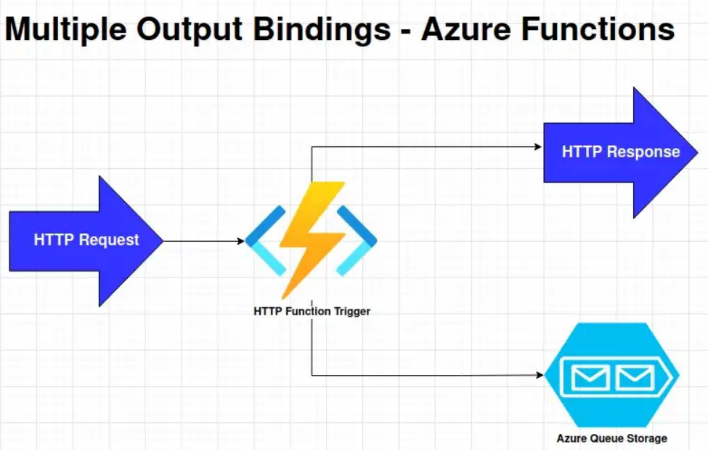 Multiple Output Bindings - Azure Functions
HTTP Response
HTTP Request
HTTP Function Trigger
Azure Queue Storage